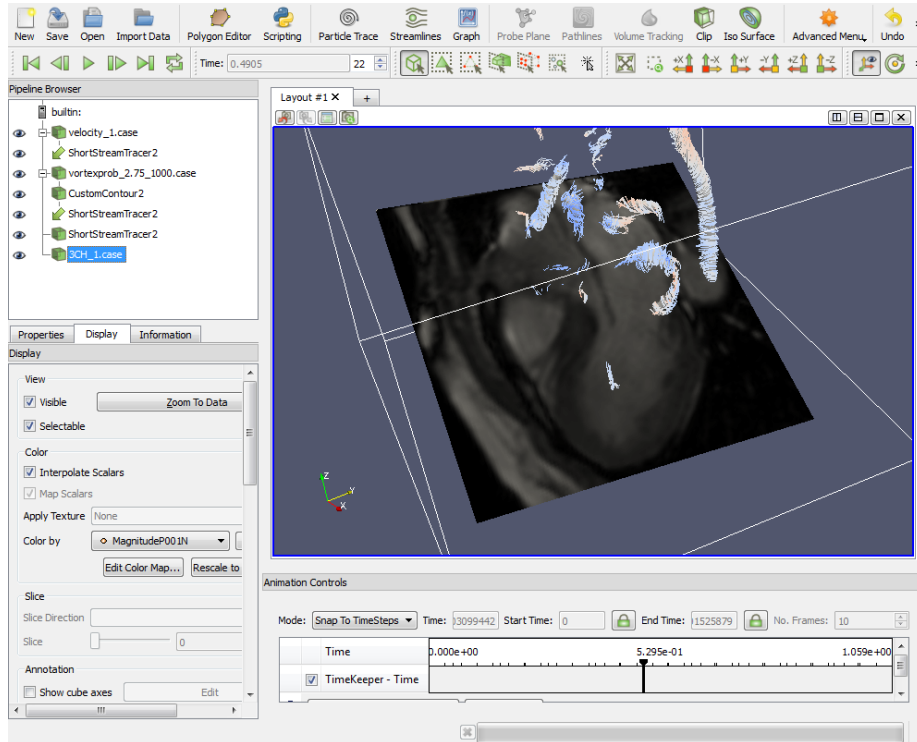 New Save Open Import Data Polygon Editor Scripting Particle Trace Streamlines Graph Probe Plane Pathlines Volume Tracking Clip Iso Surface Advanced Menu Undo
Time: 0.4905 22
+X -X +Y -Y +Z -Z
Pipeline Browser
builtin:
velocity_1.case
ShortStreamTracer2
vortexprob_2.75_1000.case
CustomContour2
ShortStreamTracer2
ShortStreamTracer2
3CH_1.case
Properties Display Information
Display
View
Visible Zoom To Data
Selectable
Color
Interpolate Scalars
Map Scalars
Apply Texture None
Color by MagnitudeP001N
Edit Color Map... Rescale to
Slice
Slice Direction
Slice 0
Annotation
Show cube axes Edit
Layout #1 X +
Z
Y
X
Animation Controls
Mode: Snap To TimeSteps Time: 3099442 Start Time: 0 End Time: 1525879 No. Frames: 10
Time 0.000e+00 5.295e-01 1.059e+00
TimeKeeper - Time